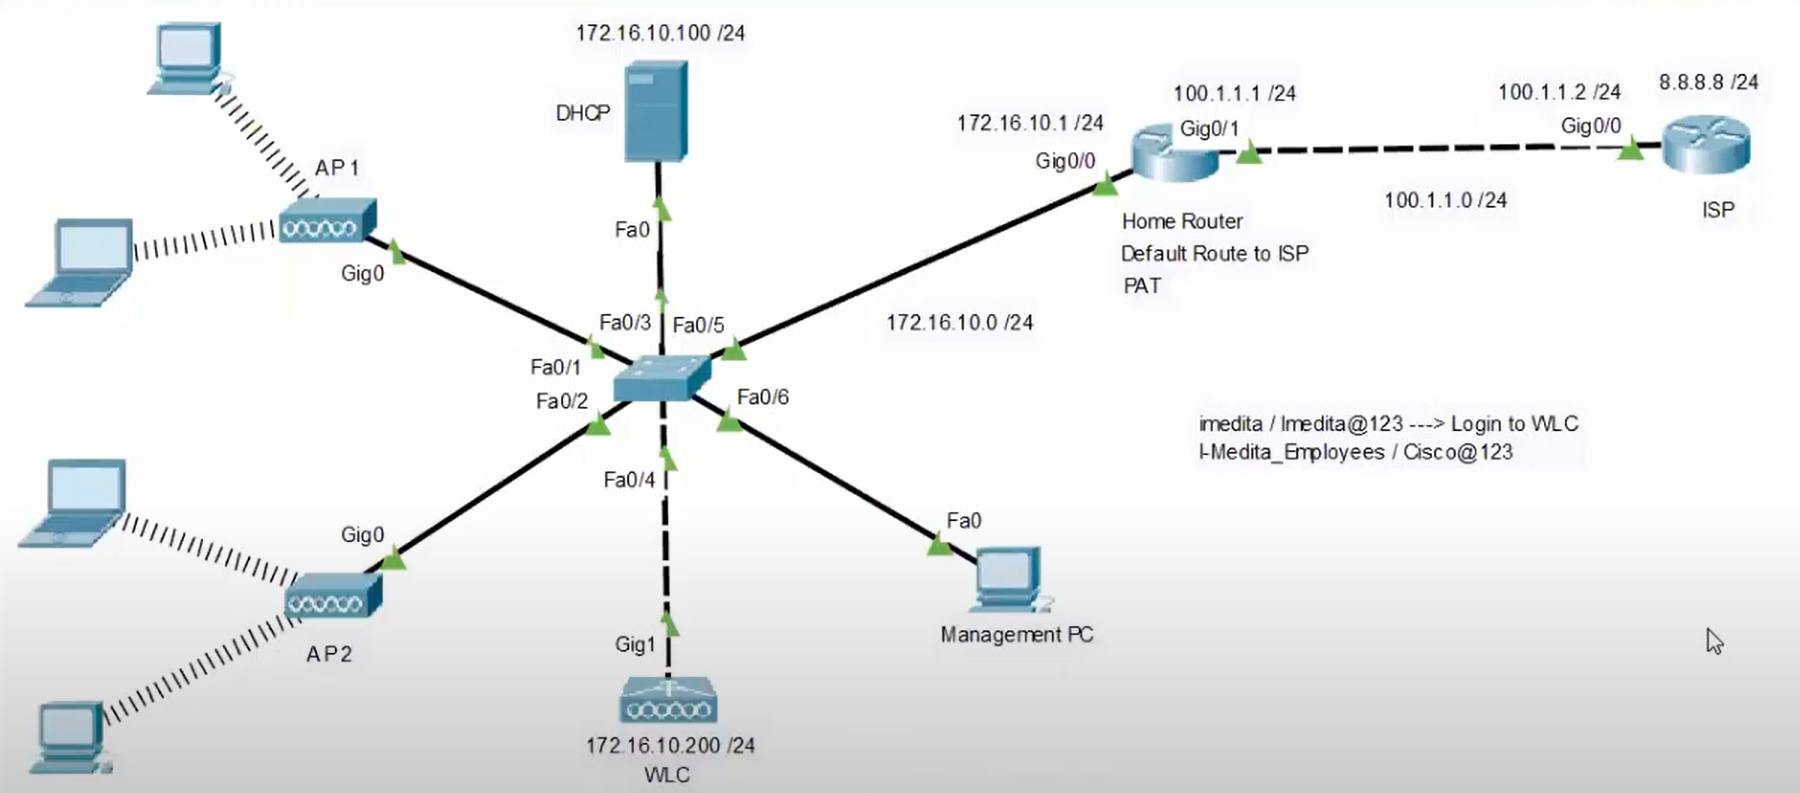 172.16.10.100 /24
DHCP
AP1
Gig0
Fa0
172.16.10.1 /24
Gig0/0
100.1.1.1 /24
Gig0/1
100.1.1.2 /24
Gig0/0
8.8.8.8 /24
100.1.1.0 /24
ISP
Home Router
Default Route to ISP
PAT
Fa0/3
Fa0/5
172.16.10.0 /24
Fa0/1
Fa0/2
Fa0/6
Fa0/4
imedita / Imedita@123 ---> Login to WLC
I-Medita_Employees / Cisco@123
Gig0
AP2
Fa0
Management PC
Gig1
172.16.10.200 /24
WLC